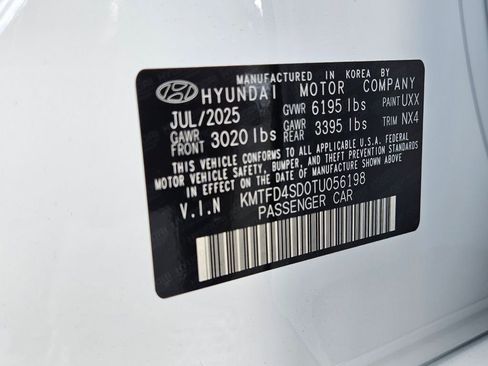 MANUFACTURED IN KOREA BY
HYUNDAI MOTOR COMPANY
JUL/2025 GVWR 6195 lbs PAINT UXX
GAWR FRONT 3020 lbs GAWR REAR 3395 lbs TRIM NX4
THIS VEHICLE CONFORMS TO ALL APPLICABLE U.S.A. FEDERAL
MOTOR VEHICLE SAFETY, BUMPER, AND THEFT PREVENTION
STANDARDS IN EFFECT ON THE DATE OF MANUFACTURE SHOWN ABOVE.
V.I.N KMTFD4SD0TU056198
PASSENGER CAR